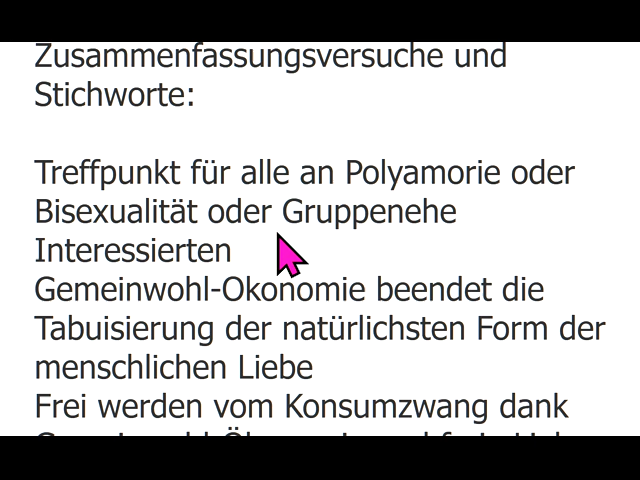 Zusammenfassungsversuche und
Stichworte:
Treffpunkt für alle an Polyamorie oder
Bisexualität oder Gruppenehe
Interessierten
Gemeinwohl-Okonomie beendet die
Tabuisierung der natürlichsten Form der
menschlichen Liebe
Frei werden vom Konsumzwang dank